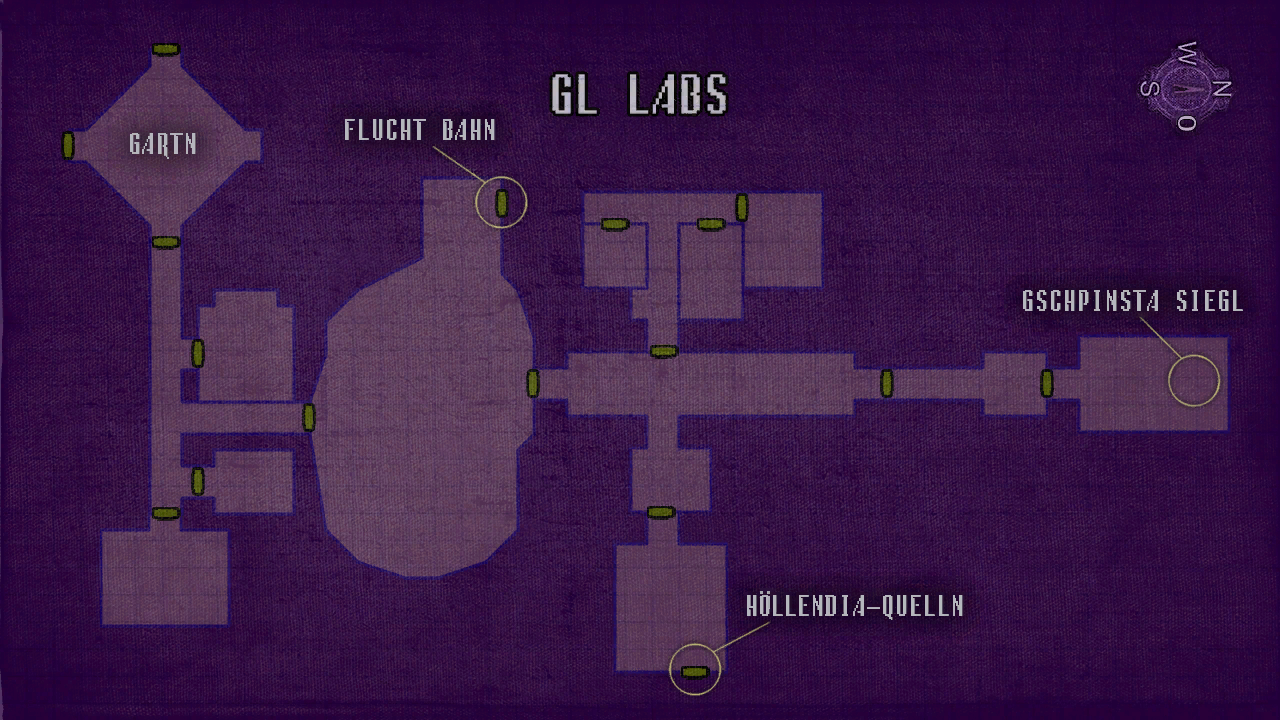 GL LABS
W
S
N
O
FLUCHT BAHN
GARTN
GSCHPINSTA SIEGL
HÖLLENDIA-QUELLN